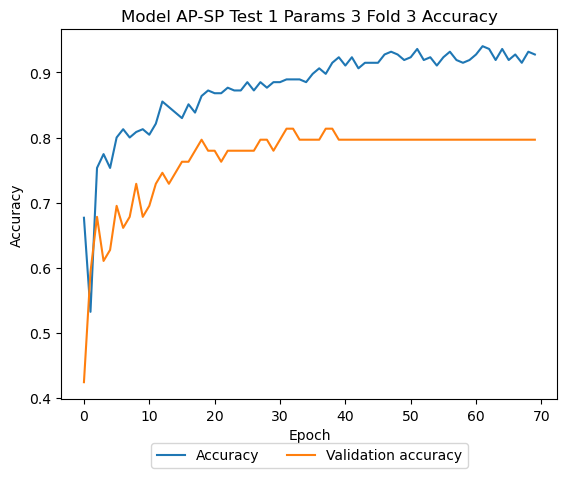 Model AP-SP Test 1 Params 3 Fold 3 Accuracy
Accuracy
0.9
0.8
0.7
0.6
0.5
0.4
0 10 20 30 40 50 60 70
Epoch
Accuracy Validation accuracy